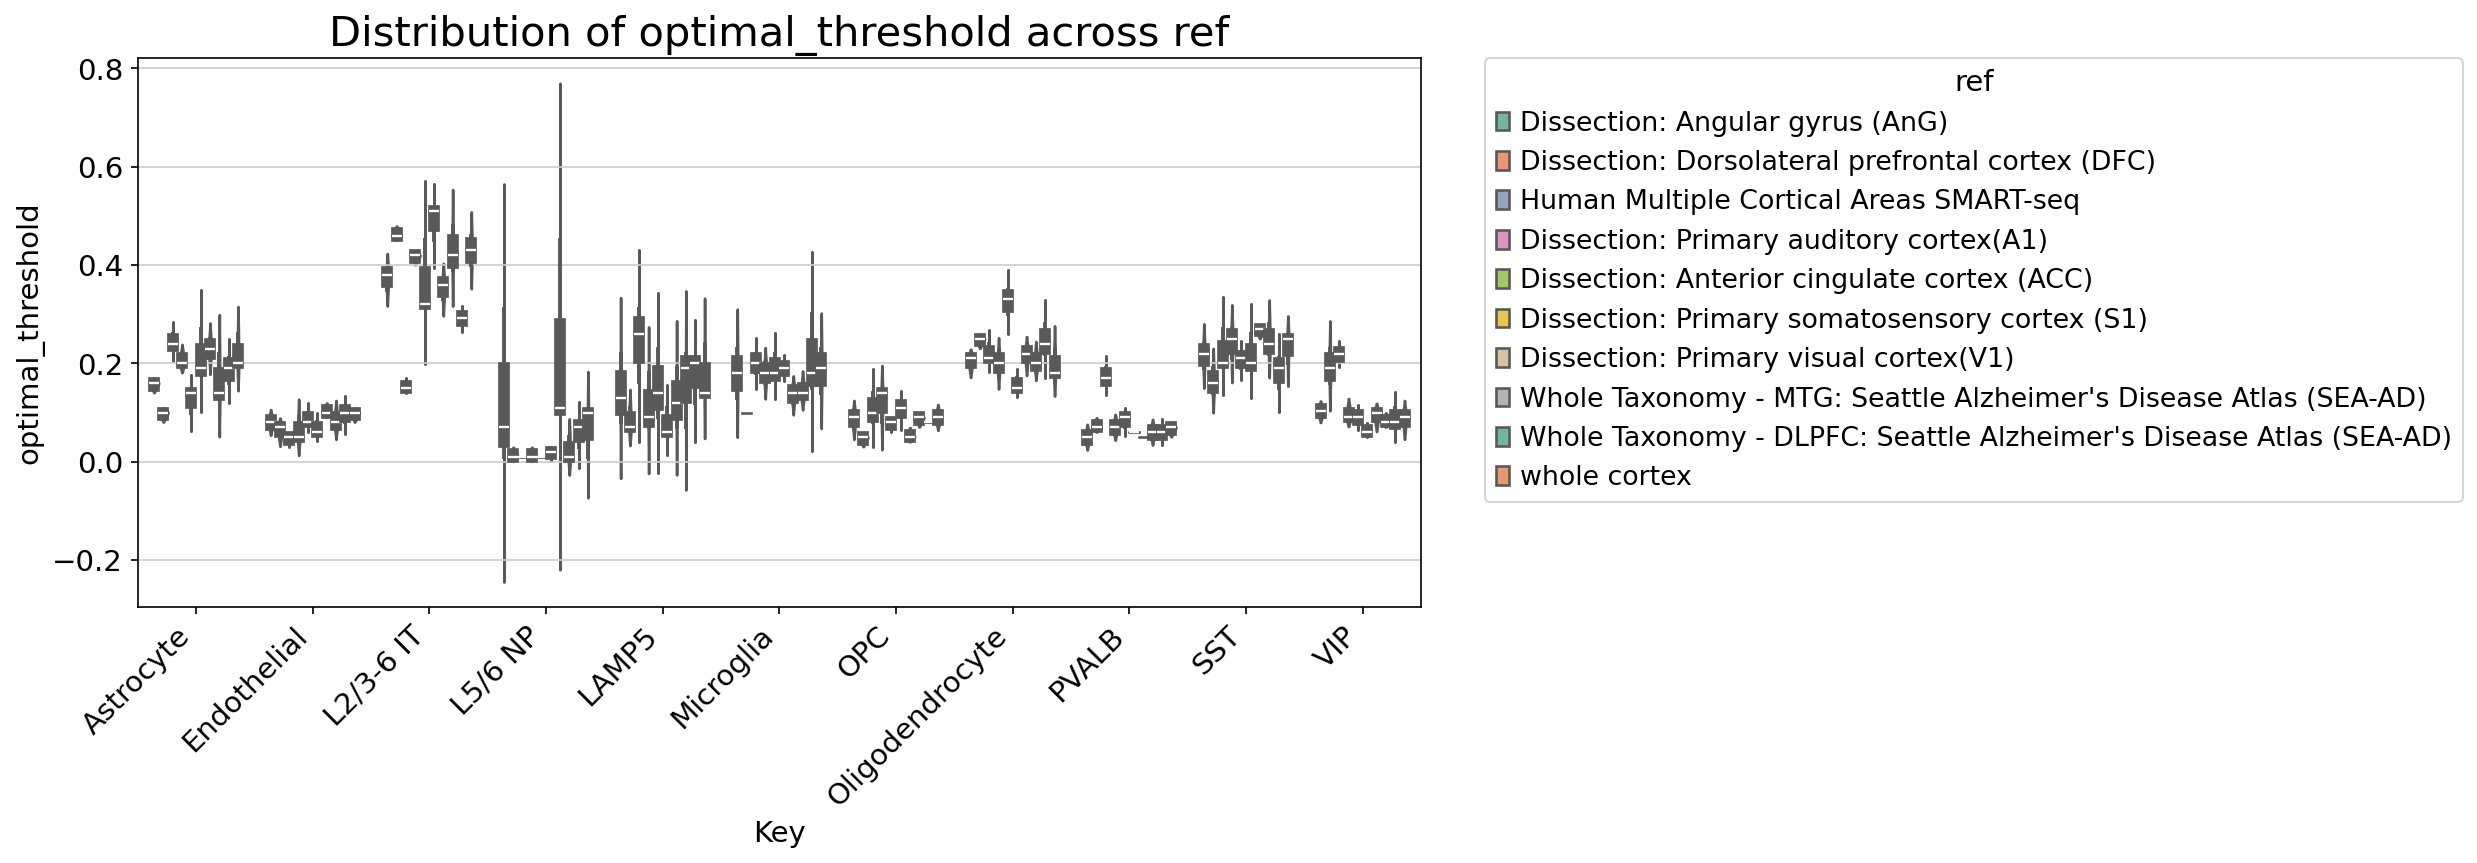 Distribution of optimal_threshold across ref
optimal_threshold
0.8
0.6
0.4
0.2
0.0
−0.2
Astrocyte
Endothelial
L2/3-6 IT
L5/6 NP
LAMP5
Microglia
OPC
Oligodendrocyte
PVALB
SST
VIP
Key
ref
Dissection: Angular gyrus (AnG)
Dissection: Dorsolateral prefrontal cortex (DFC)
Human Multiple Cortical Areas SMART-seq
Dissection: Primary auditory cortex(A1)
Dissection: Anterior cingulate cortex (ACC)
Dissection: Primary somatosensory cortex (S1)
Dissection: Primary visual cortex(V1)
Whole Taxonomy - MTG: Seattle Alzheimer's Disease Atlas (SEA-AD)
Whole Taxonomy - DLPFC: Seattle Alzheimer's Disease Atlas (SEA-AD)
whole cortex